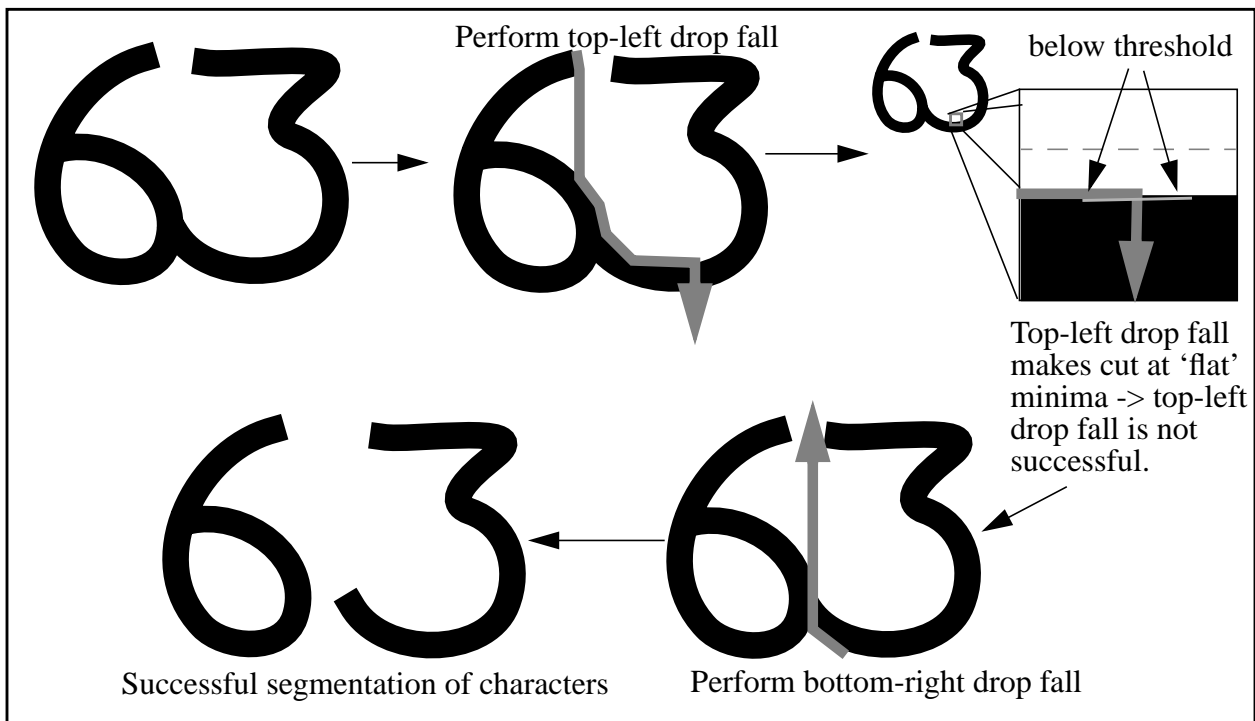 Perform top-left drop fall
below threshold
Top-left drop fall
makes cut at ‘flat’
minima -> top-left
drop fall is not
successful.
Successful segmentation of characters
Perform bottom-right drop fall
63
63
63
63
63